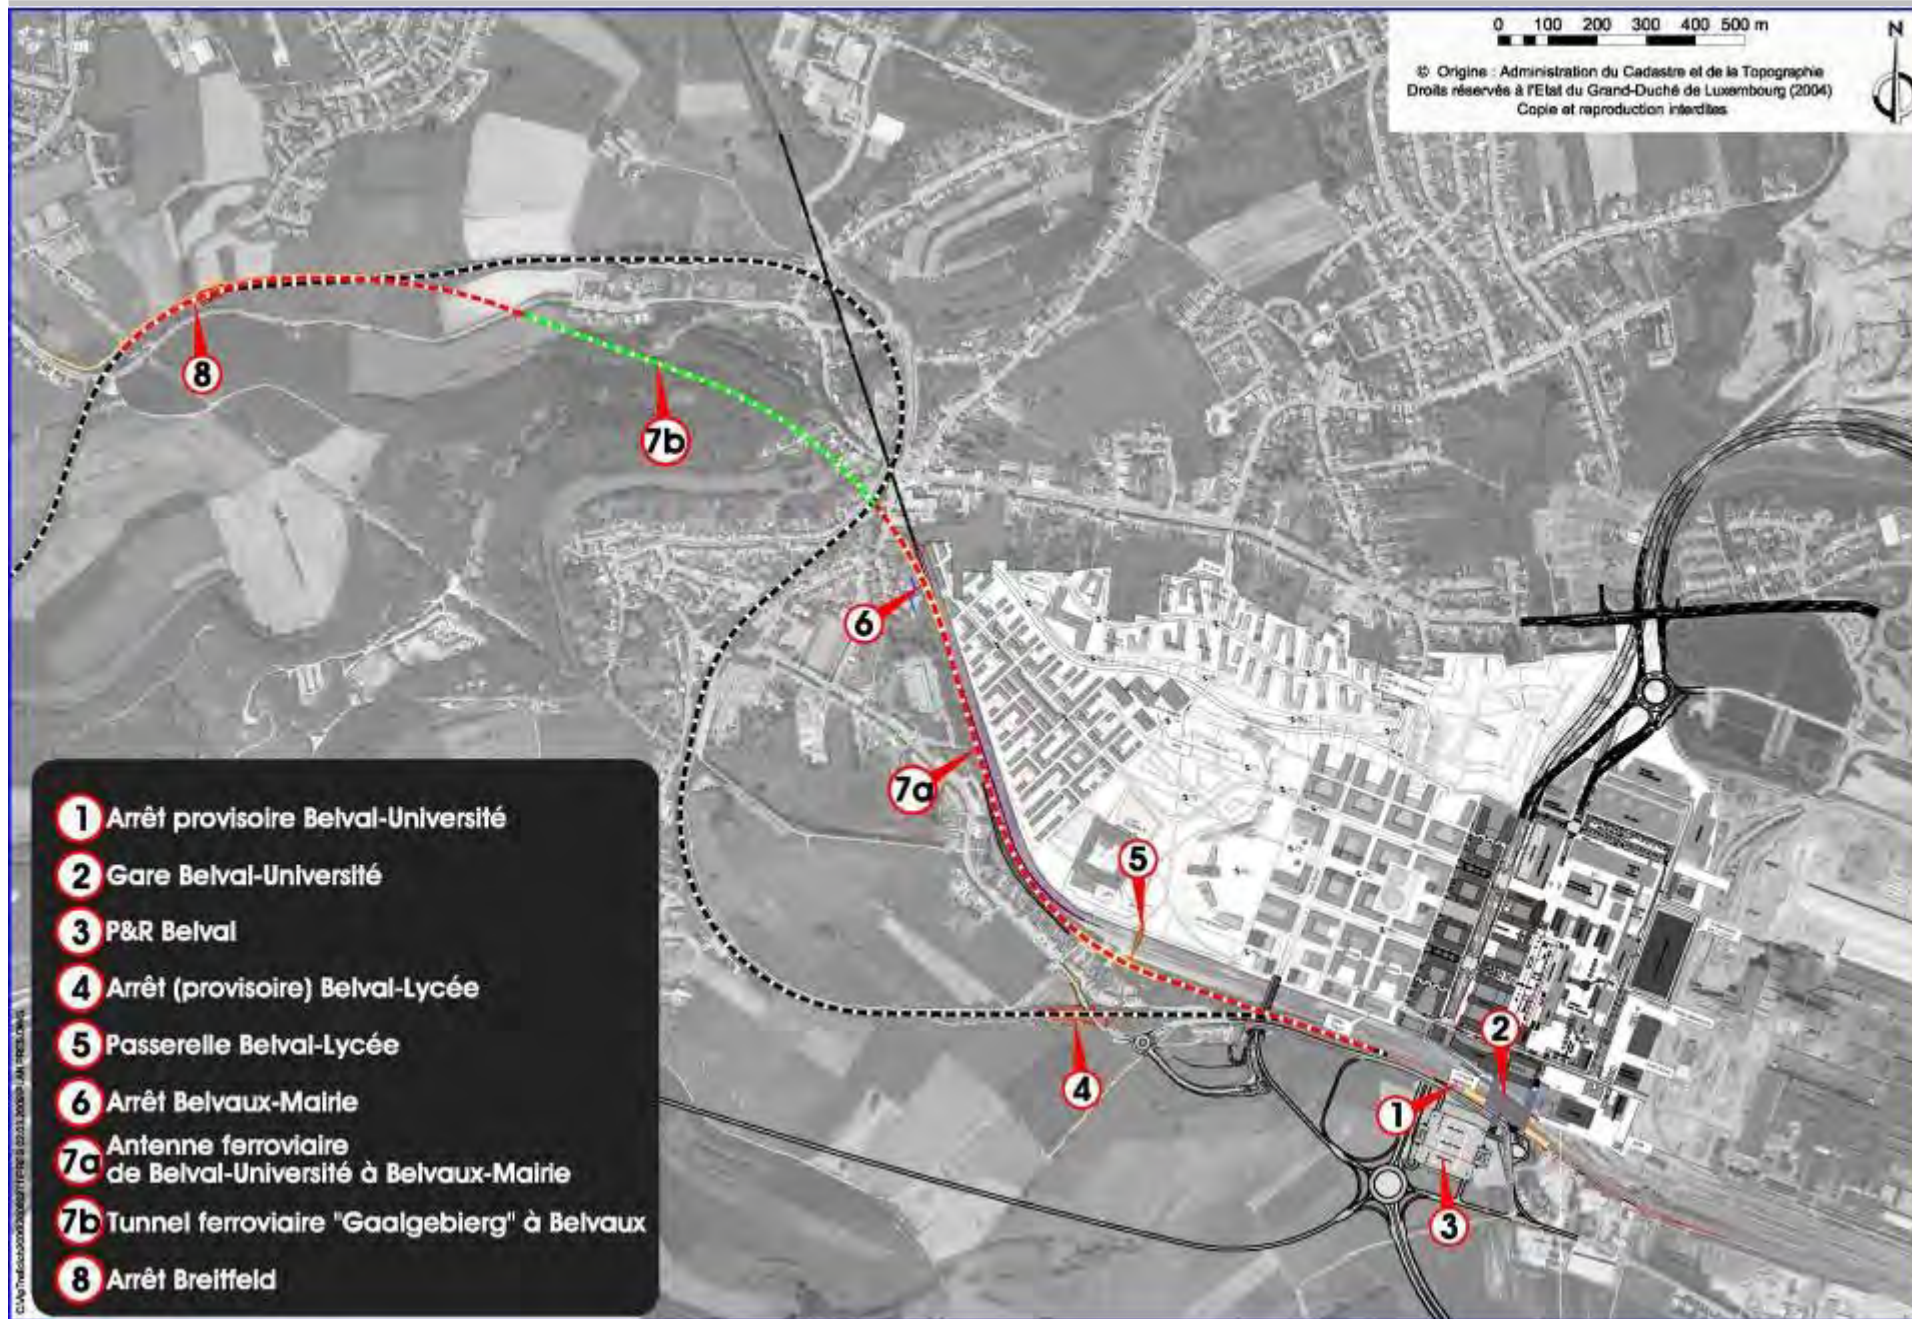 0 100 200 300 400 500 m
N
© Origine : Administration du Cadastre et de la Topographie
Droits réservés à l'Etat du Grand-Duché de Luxembourg (2004)
Copie et reproduction interdites
8
7b
6
7a
5
2
4
1
3
1 Arrêt provisoire Belval-Université
2 Gare Belval-Université
3 P&R Belval
4 Arrêt (provisoire) Belval-Lycée
5 Passerelle Belval-Lycée
6 Arrêt Belvaux-Mairie
7a Antenne ferroviaire
de Belval-Université à Belvaux-Mairie
7b Tunnel ferroviaire "Gaalgebierg" à Belvaux
8 Arrêt Breitfeld